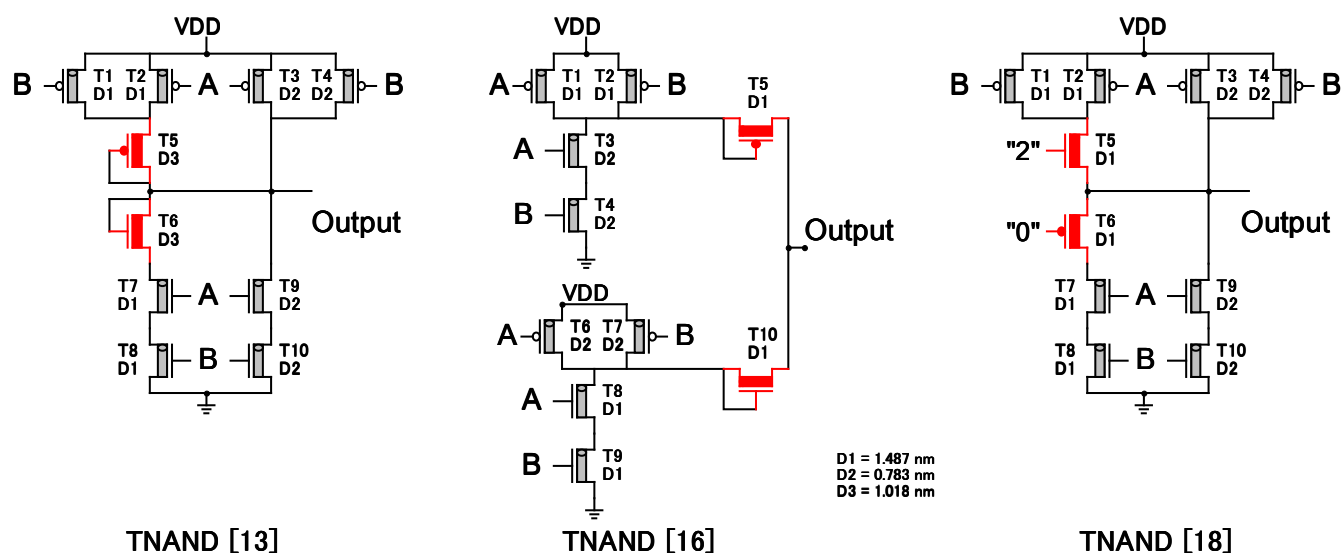 VDD
B
T1
D1
T2
D1
A
T3
D2
T4
D2
B
T5
D3
T6
D3
Output
T7
D1
A
T9
D2
T8
D1
B
T10
D2
TNAND [13]
VDD
A
T1
D1
T2
D1
B
T5
D1
A
T3
D2
B
T4
D2
Output
VDD
A
T6
D2
T7
D2
B
T10
D1
A
T8
D1
B
T9
D1
D1 = 1.487 nm
D2 = 0.783 nm
D3 = 1.018 nm
TNAND [16]
VDD
B
T1
D1
T2
D1
A
T3
D2
T4
D2
B
"2"
T5
D1
"0"
T6
D1
Output
T7
D1
A
T9
D2
T8
D1
B
T10
D2
TNAND [18]